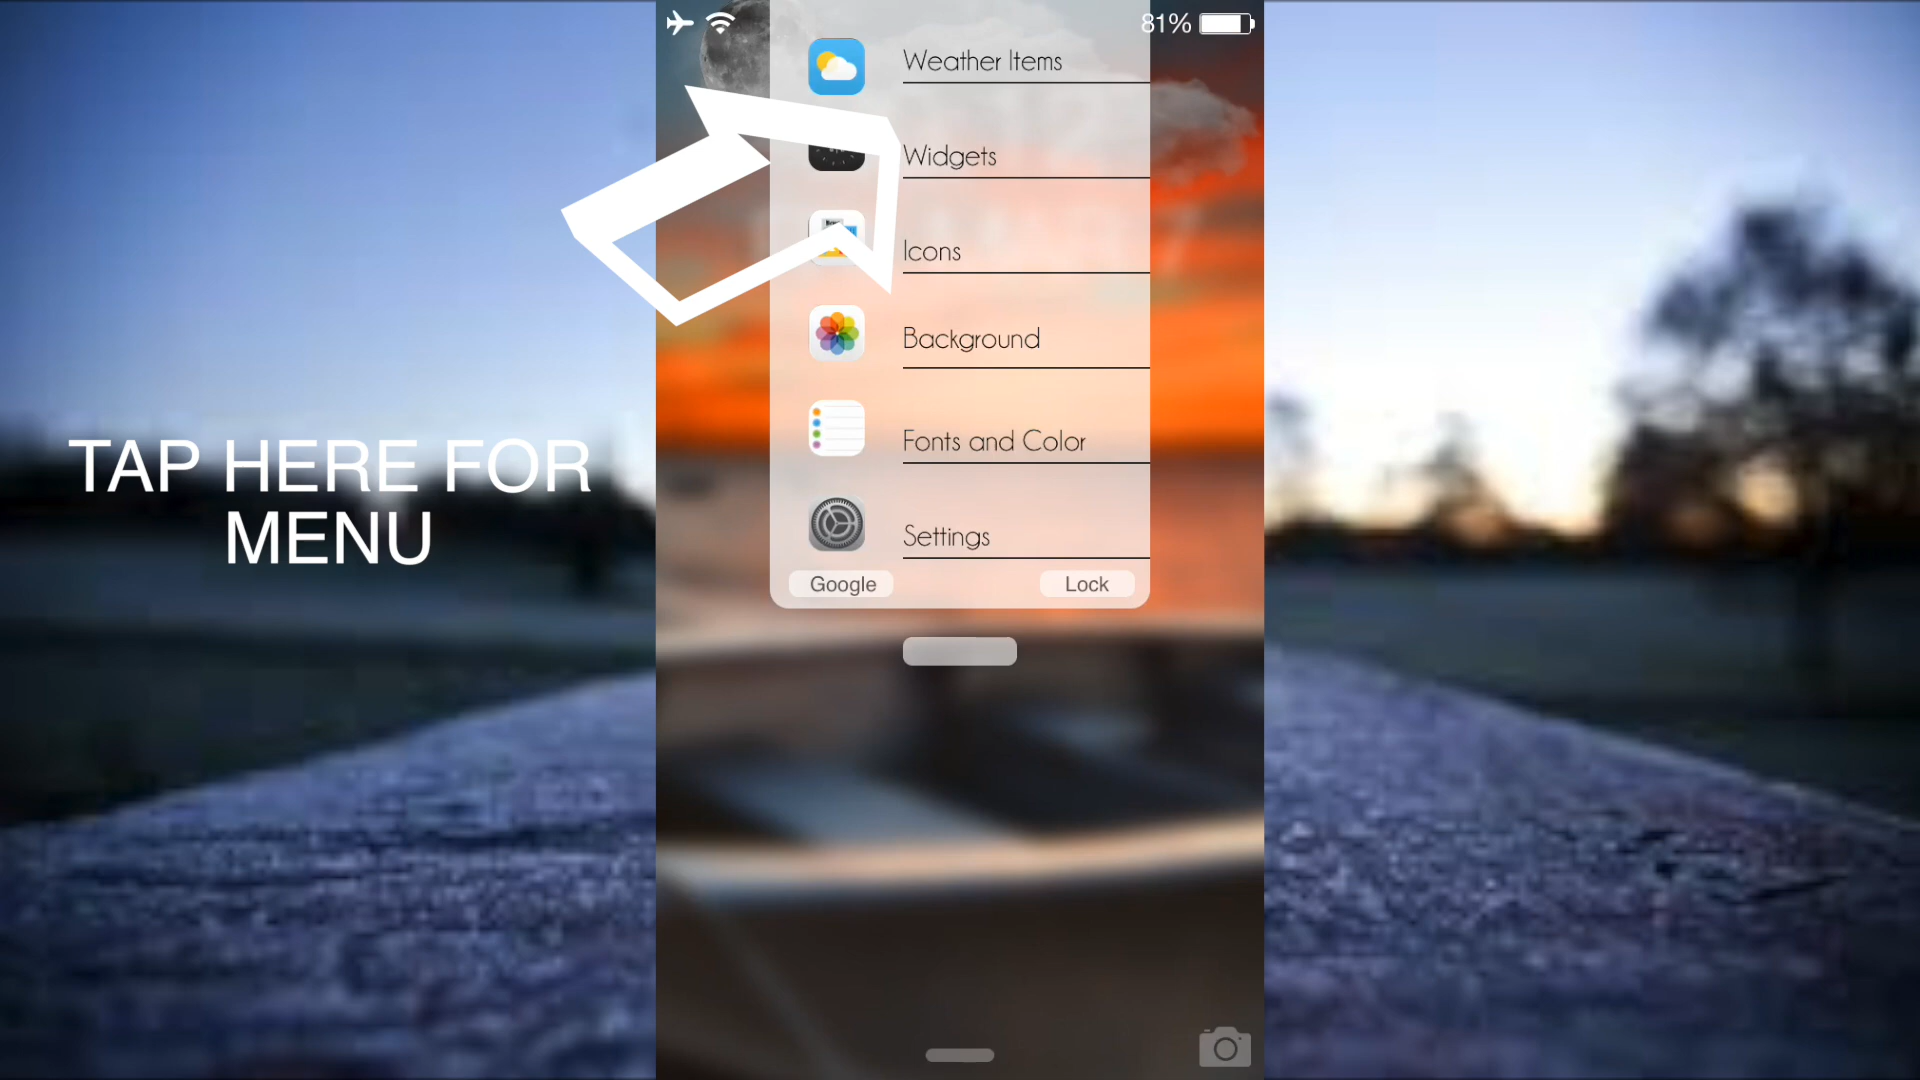 81%
Weather Items
Widgets
Icons
Background
Fonts and Color
Settings
Google
Lock
TAP HERE FOR
MENU